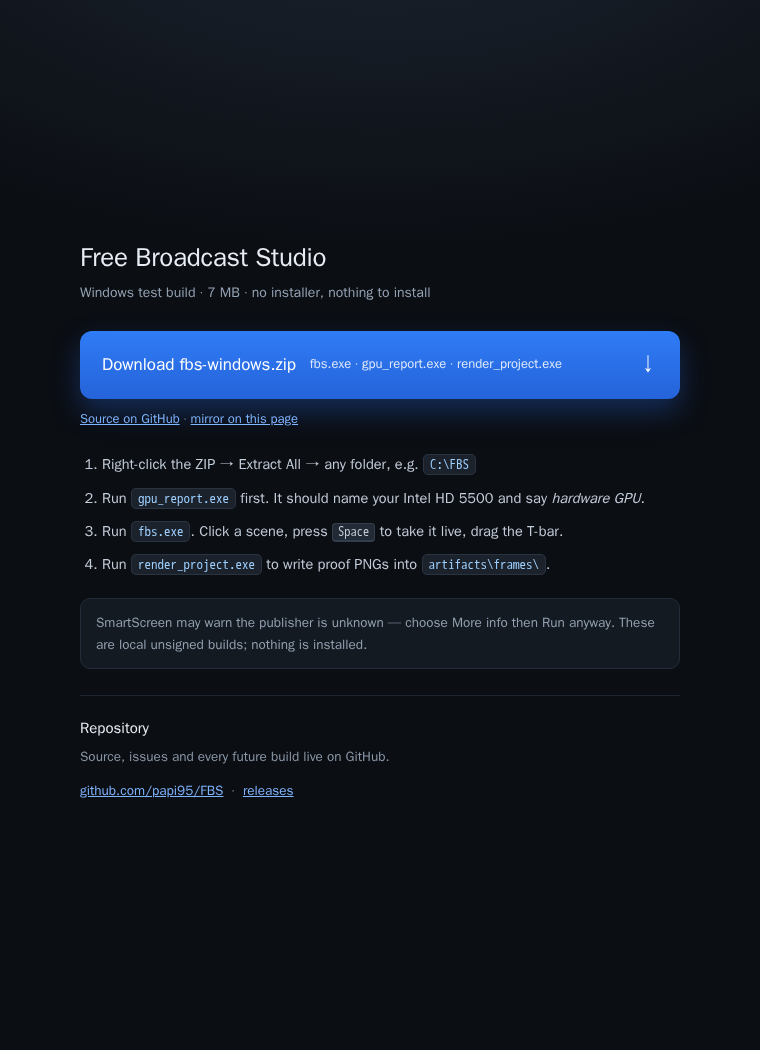 Free Broadcast Studio
Windows test build · 7 MB · no installer, nothing to install
Download fbs-windows.zip fbs.exe · gpu_report.exe · render_project.exe ↓
Source on GitHub · mirror on this page
1. Right-click the ZIP → Extract All → any folder, e.g. C:\FBS
2. Run gpu_report.exe first. It should name your Intel HD 5500 and say hardware GPU.
3. Run fbs.exe. Click a scene, press Space to take it live, drag the T-bar.
4. Run render_project.exe to write proof PNGs into artifacts\frames\.
SmartScreen may warn the publisher is unknown — choose More info then Run anyway. These
are local unsigned builds; nothing is installed.
Repository
Source, issues and every future build live on GitHub.
github.com/papi95/FBS · releases